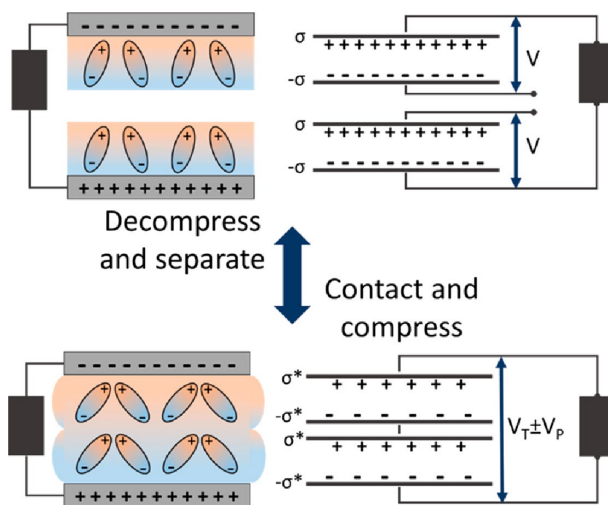 - - - - - - - - - -
+ + + +
- - - -
+ + + +
- - - -
+ + + + + + + + + + +
σ
+ + + + + + + + + + +
-σ
- - - - - - - - - -
V
σ
+ + + + + + + + + + +
-σ
- - - - - - - - - -
V
Decompress
and separate
Contact and
compress
- - - - - - - - - -
+ + + +
- - - -
+ + + +
- - - -
+ + + + + + + + + + +
σ*
+ + + + + +
-σ*
- - - - - -
σ*
+ + + + + +
-σ*
- - - - - -
V_T±V_P